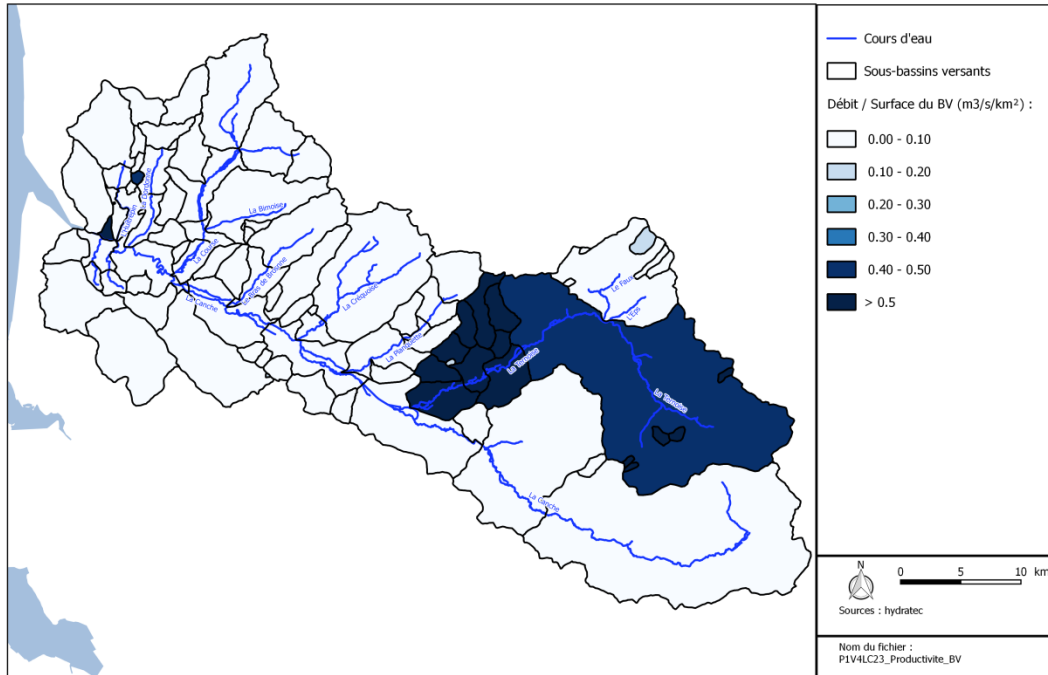 Cours d'eau
Sous-bassins versants
Débit / Surface du BV (m3/s/km²) :
0.00 - 0.10
0.10 - 0.20
0.20 - 0.30
0.30 - 0.40
0.40 - 0.50
> 0.5
La Bimoise
La Course
La Canche
La Créquoise
La Planquette
Le Faux
L'Eps
La Ternoise
La Ternoise
La Canche
N
0 5 10 km
Sources : hydratec
Nom du fichier :
P1V4LC23_Productivite_BV